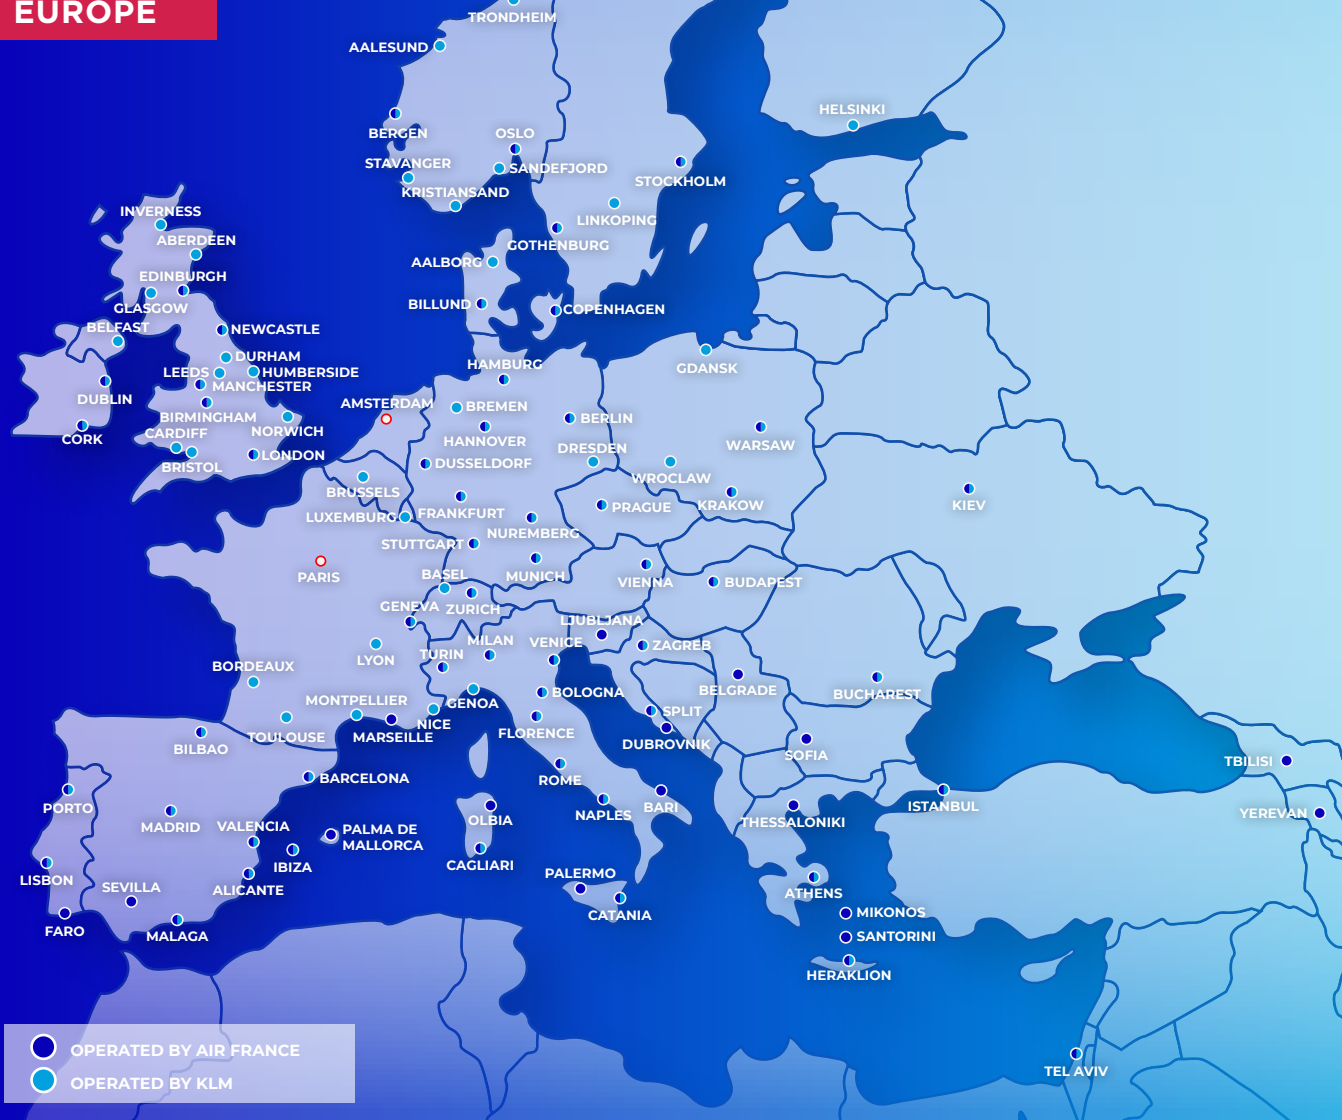 EUROPE
TRONDHEIM
AALESUND
HELSINKI
BERGEN
OSLO
STAVANGER
SANDEFJORD
STOCKHOLM
KRISTIANSAND
INVERNESS
LINKOPING
ABERDEEN
GOTHENBURG
AALBORG
EDINBURGH
BILLUND
GLASGOW
COPENHAGEN
BELFAST
NEWCASTLE
DURHAM
HAMBURG
GDANSK
LEEDS
HUMBERSIDE
MANCHESTER
DUBLIN
AMSTERDAM
BREMEN
BIRMINGHAM
BERLIN
NORWICH
CARDIFF
CORK
HANNOVER
WARSAW
DRESDEN
LONDON
DUSSELDORF
BRISTOL
WROCLAW
BRUSSELS
KRAKOW
KIEV
PRAGUE
FRANKFURT
LUXEMBURG
NUREMBERG
STUTTGART
BASEL
MUNICH
PARIS
VIENNA
BUDAPEST
GENEVA
ZURICH
LJUBLJANA
MILAN
VENICE
ZAGREB
TURIN
LYON
BORDEAUX
BELGRADE
BOLOGNA
BUCHAREST
MONTPELLIER
GENOA
SPLIT
NICE
FLORENCE
TOULOUSE
MARSEILLE
DUBROVNIK
BILBAO
SOFIA
TBILISI
BARCELONA
ROME
PORTO
ISTANBUL
BARI
YEREVAN
NAPLES
OLBIA
THESSALONIKI
MADRID
VALENCIA
PALMA DE
MALLORCA
CAGLIARI
IBIZA
PALERMO
LISBON
SEVILLA
ALICANTE
ATHENS
MIKONOS
CATANIA
FARO
MALAGA
SANTORINI
HERAKLION
OPERATED BY AIR FRANCE
TEL AVIV
OPERATED BY KLM